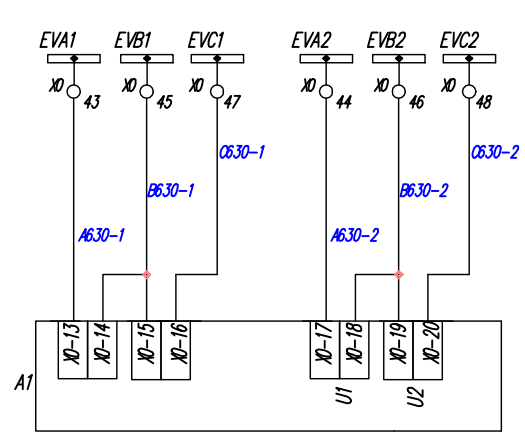 EVA1 EVB1 EVC1 EVA2 EVB2 EVC2
X0 X0 X0 X0 X0 X0
43 45 47 44 46 48
C630-1 C630-2
B630-1 B630-2
A630-1 A630-2
X0-13 X0-14 X0-15 X0-16 X0-17 X0-18 X0-19 X0-20
A1 U1 U2